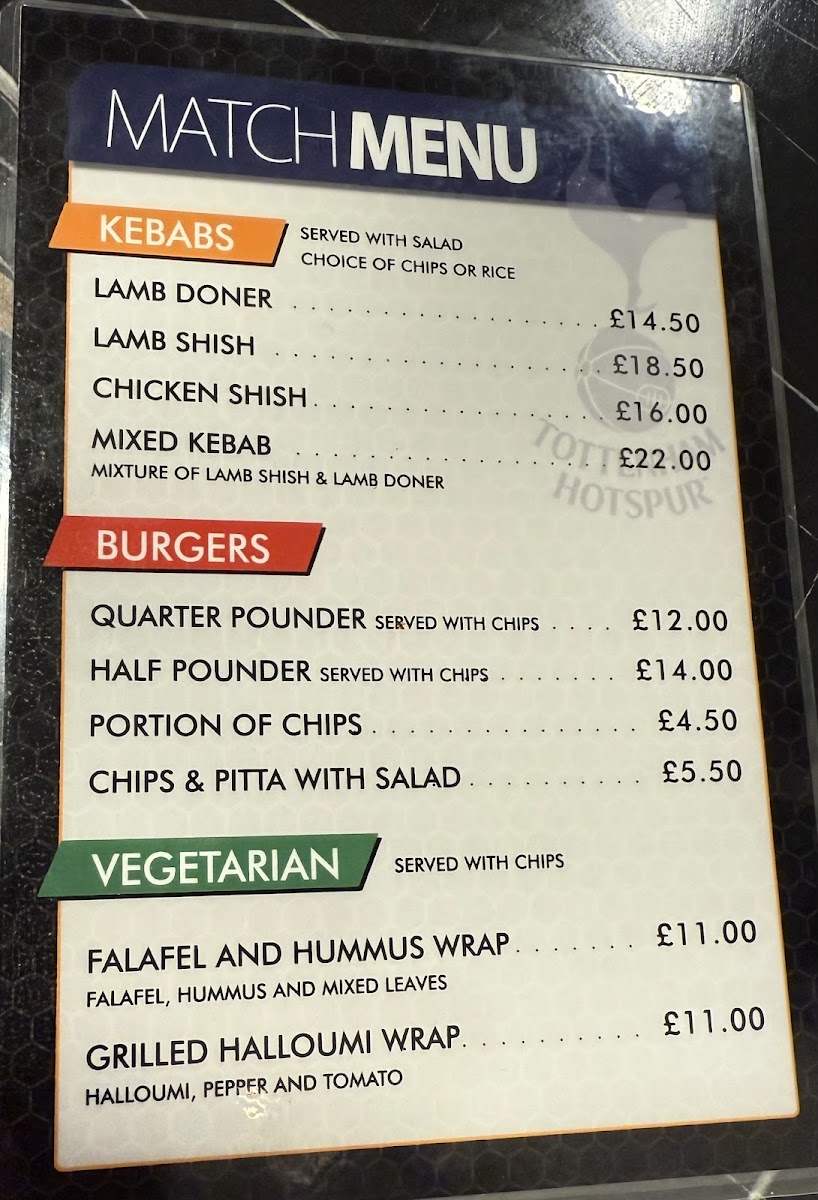 MATCH MENU
KEBABS
SERVED WITH SALAD
CHOICE OF CHIPS OR RICE
LAMB DONER . . . . . . . . . . . . . . . . . . . £14.50
LAMB SHISH . . . . . . . . . . . . . . . . . . . . £18.50
CHICKEN SHISH . . . . . . . . . . . . . . . . . . £16.00
MIXED KEBAB . . . . . . . . . . . . . . . . . . . £22.00
MIXTURE OF LAMB SHISH & LAMB DONER
TOTTENHAM
HOTSPUR
BURGERS
QUARTER POUNDER SERVED WITH CHIPS . . . . £12.00
HALF POUNDER SERVED WITH CHIPS . . . . . . . £14.00
PORTION OF CHIPS . . . . . . . . . . . . . . . £4.50
CHIPS & PITTA WITH SALAD . . . . . . . . . . £5.50
VEGETARIAN SERVED WITH CHIPS
FALAFEL AND HUMMUS WRAP . . . . . . . £11.00
FALAFEL, HUMMUS AND MIXED LEAVES
GRILLED HALLOUMI WRAP . . . . . . . . . . £11.00
HALLOUMI, PEPPER AND TOMATO